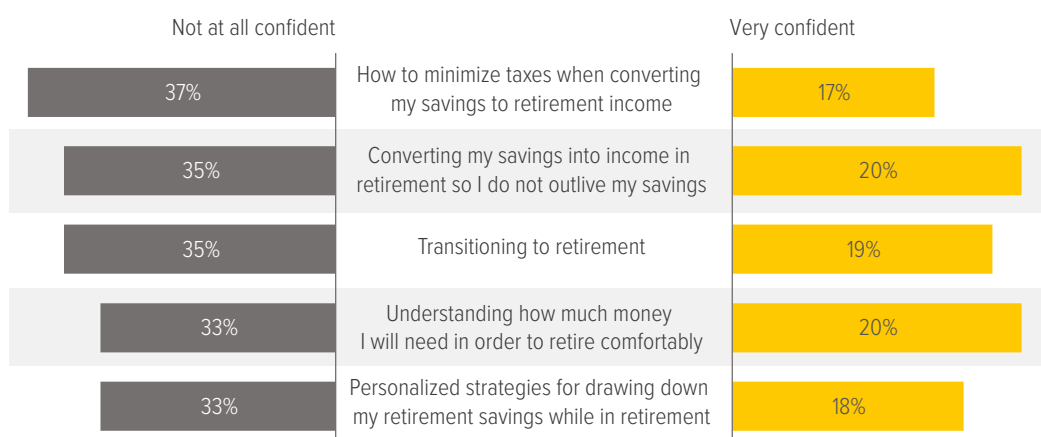 Not at all confident
Very confident
37%
How to minimize taxes when converting
my savings to retirement income
17%
35%
Converting my savings into income in
retirement so I do not outlive my savings
20%
35%
Transitioning to retirement
19%
33%
Understanding how much money
I will need in order to retire comfortably
20%
33%
Personalized strategies for drawing down
my retirement savings while in retirement
18%